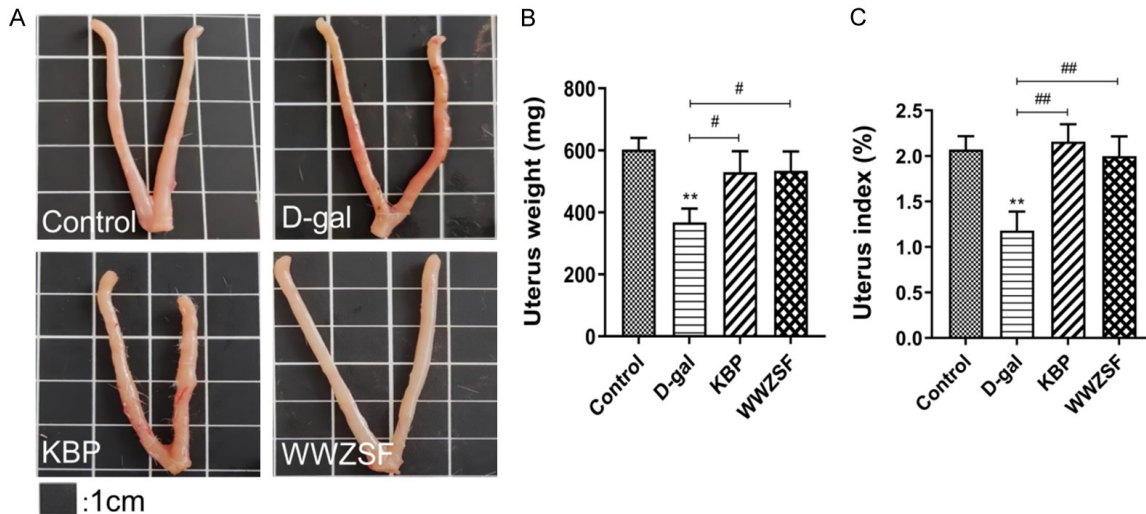 A
Control
D-gal
KBP
WWZSF
:1cm
B
Uterus weight (mg)
800
600
400
200
0
#
#
**
Control
D-gal
KBP
WWZSF
C
Uterus index (%)
2.5
2.0
1.5
1.0
0.5
0.0
##
##
**
Control
D-gal
KBP
WWZSF